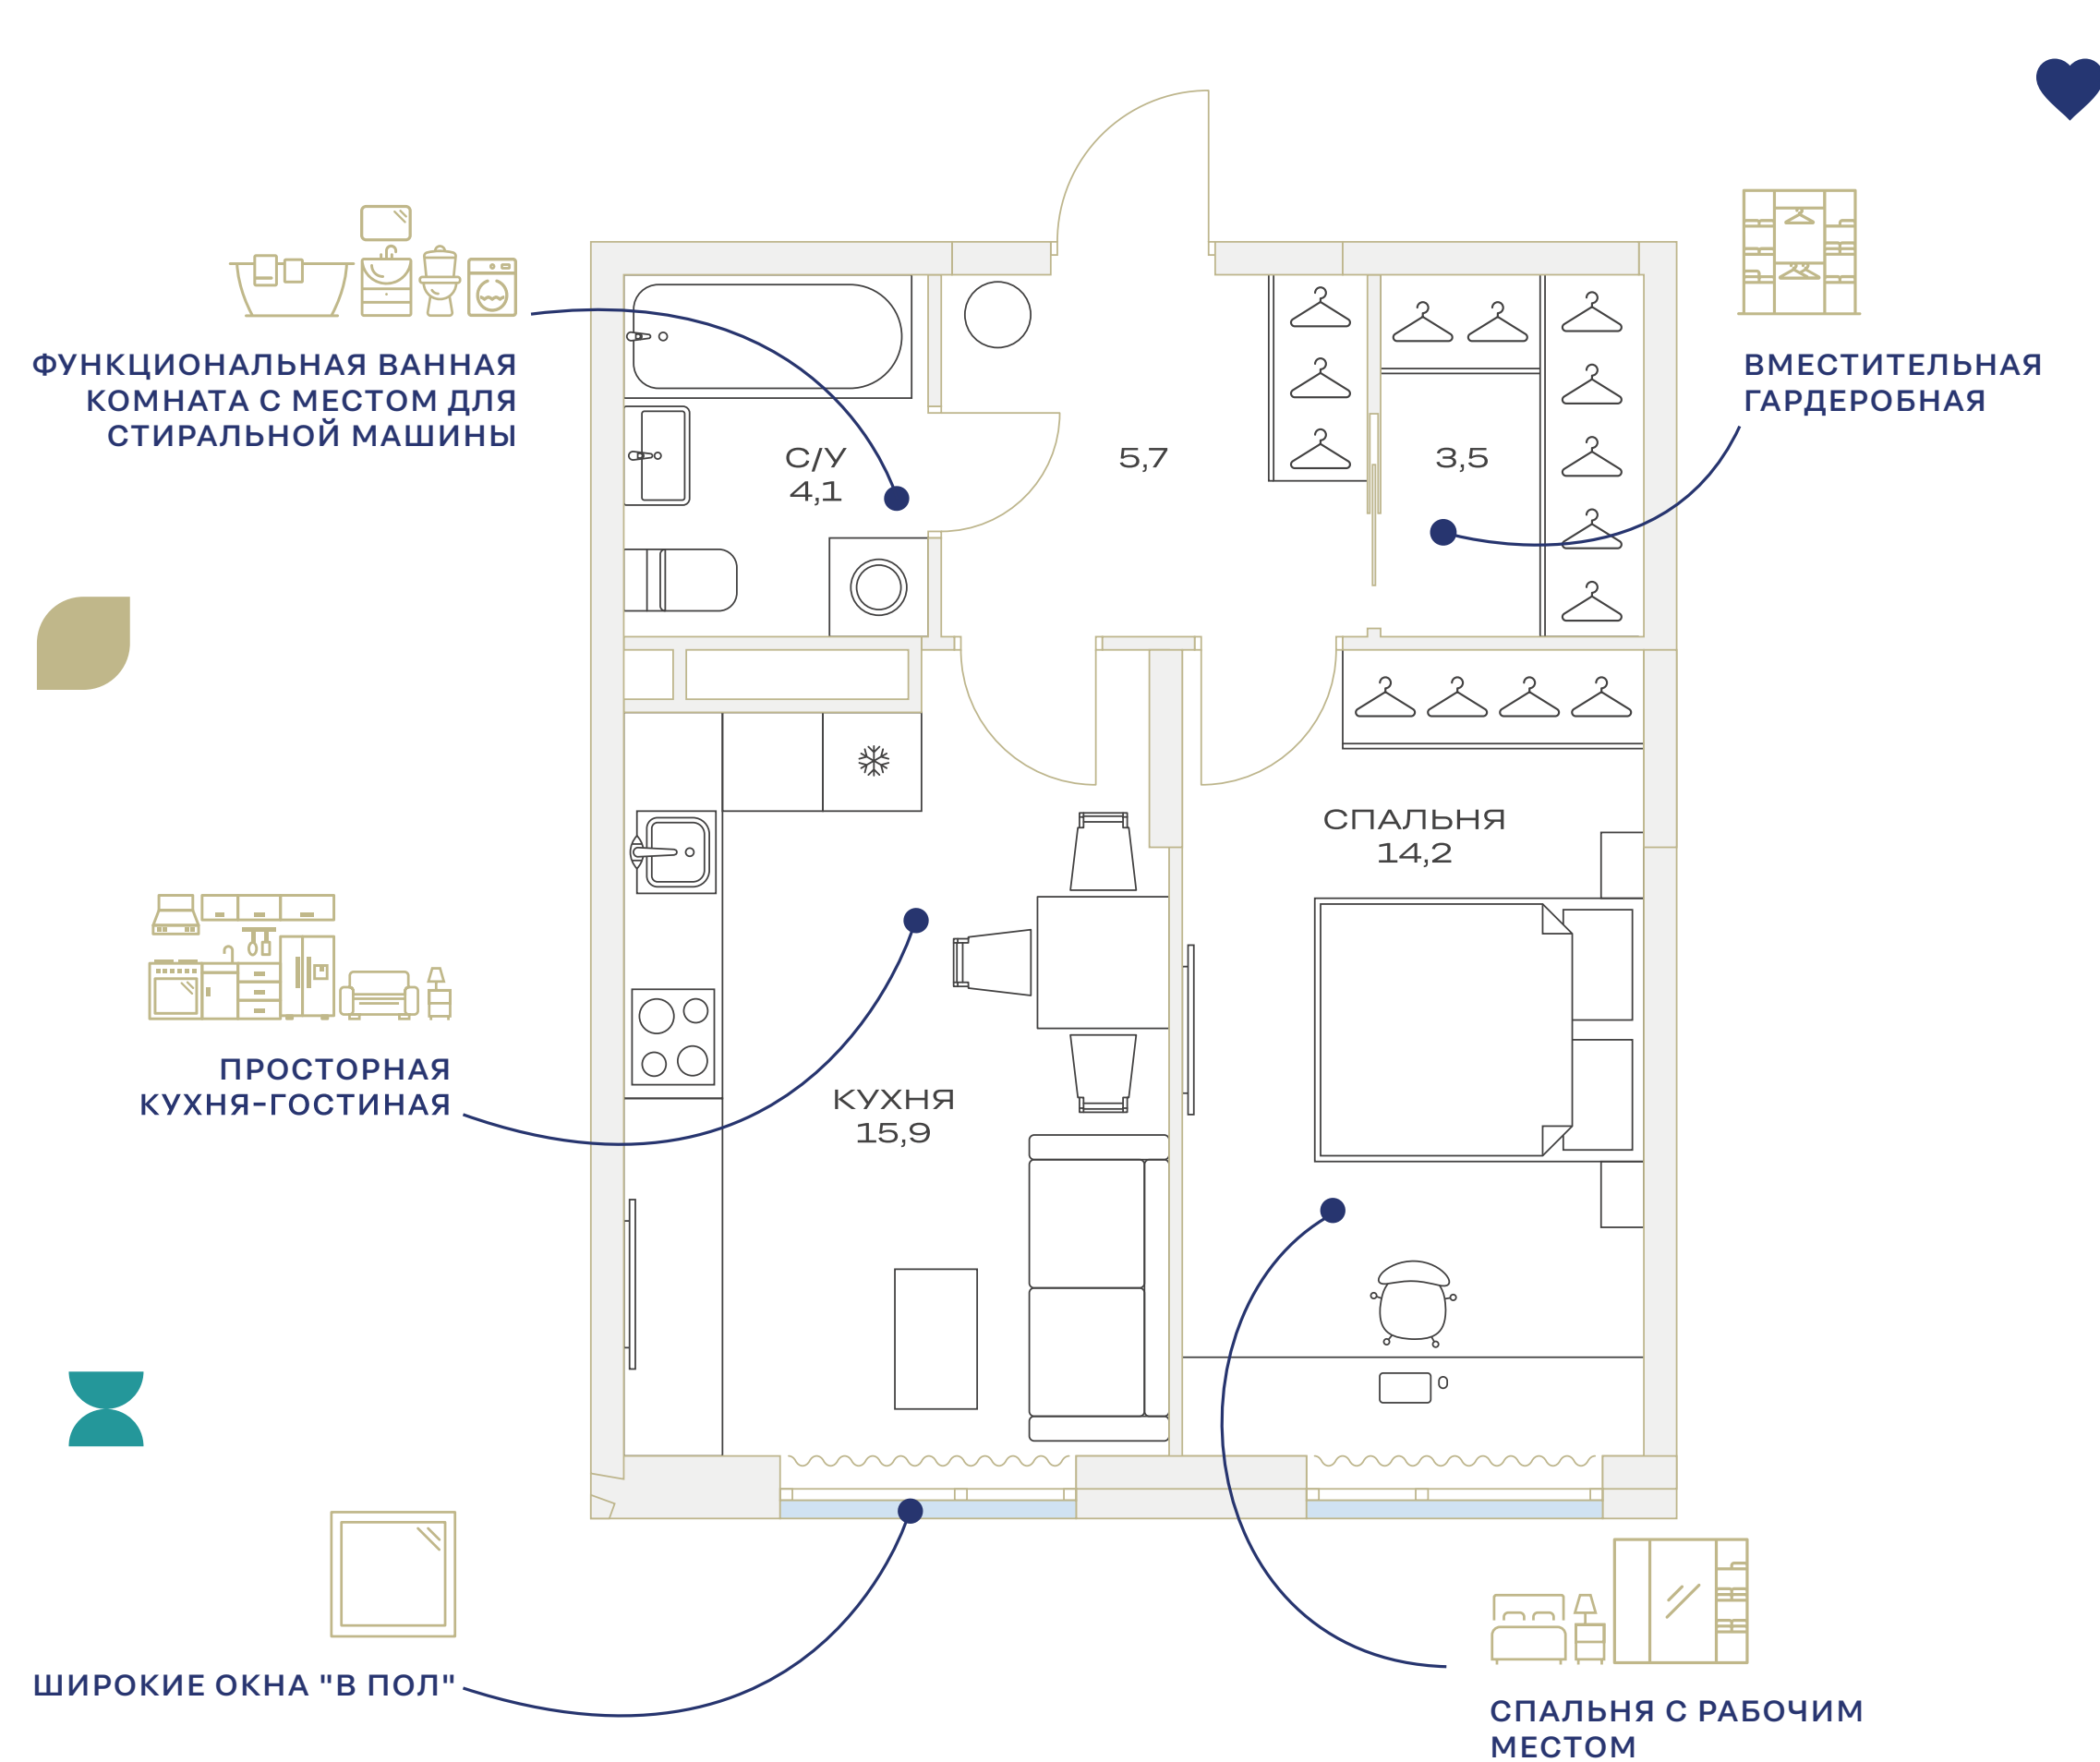 ФУНКЦИОНАЛЬНАЯ ВАННАЯ
КОМНАТА С МЕСТОМ ДЛЯ
СТИРАЛЬНОЙ МАШИНЫ
ВМЕСТИТЕЛЬНАЯ
ГАРДЕРОБНАЯ
С/У
4,1
5,7
3,5
СПАЛЬНЯ
14,2
ПРОСТОРНАЯ
КУХНЯ-ГОСТИНАЯ
КУХНЯ
15,9
ШИРОКИЕ ОКНА "В ПОЛ"
СПАЛЬНЯ С РАБОЧИМ
МЕСТОМ